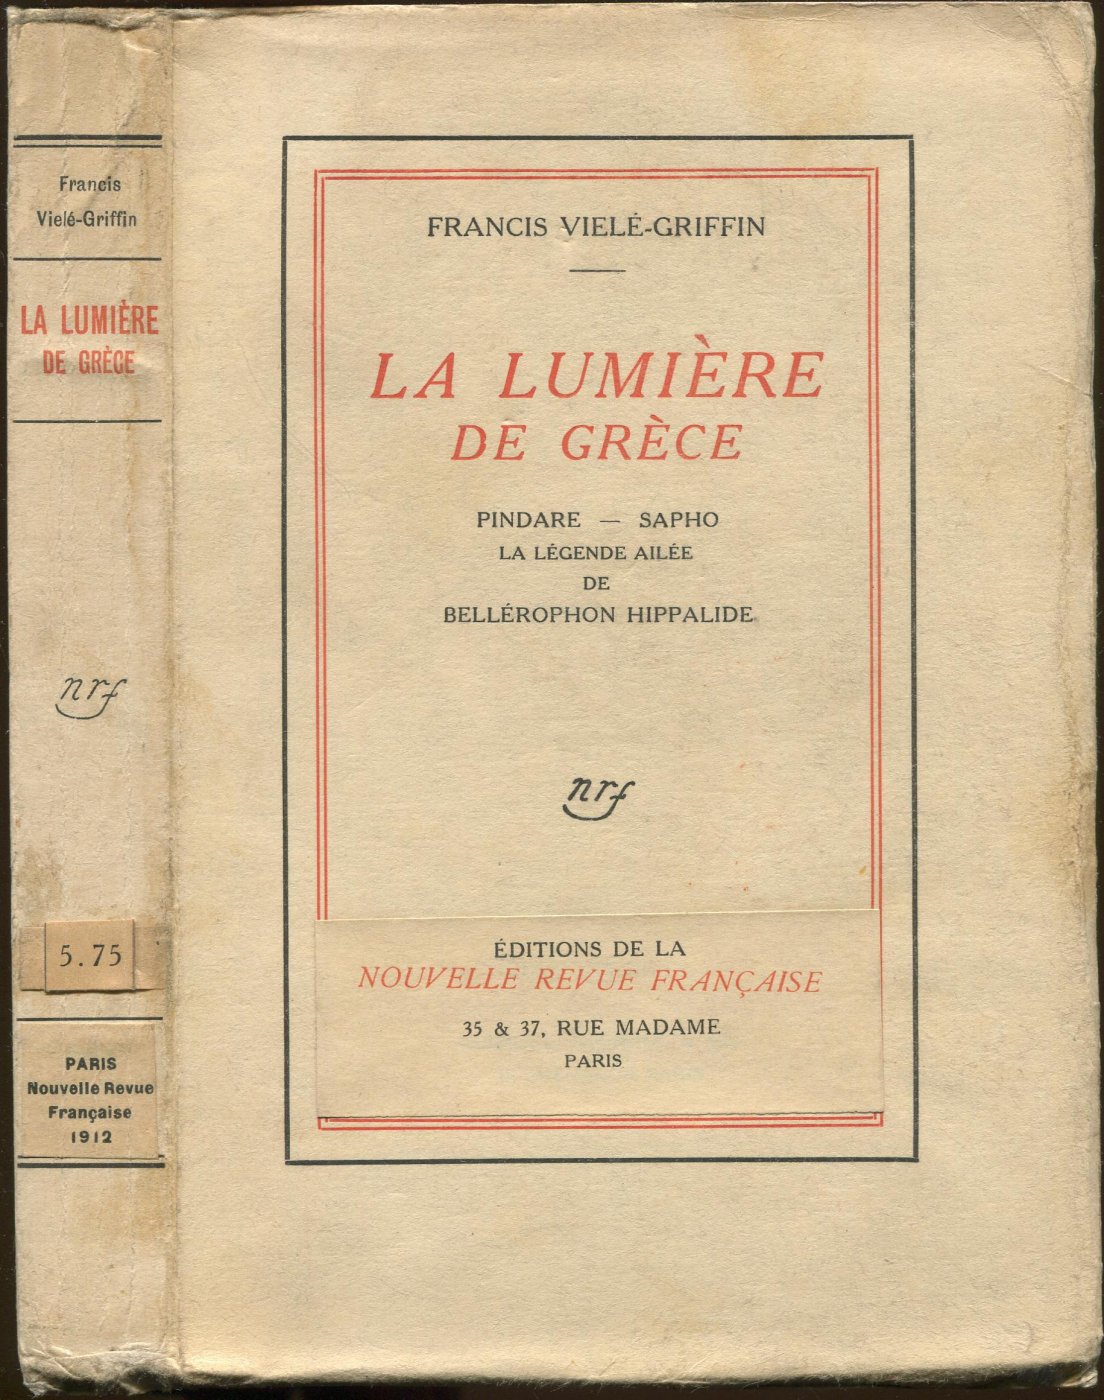 Francis
Vielé-Griffin
LA LUMIÈRE
DE GRÈCE
nrf
5.75
PARIS
Nouvelle Revue
Française
1912
FRANCIS VIELÉ-GRIFFIN
LA LUMIÈRE
DE GRÈCE
PINDARE — SAPHO
LA LÉGENDE AILÉE
DE
BELLÉROPHON HIPPALIDE
nrf
ÉDITIONS DE LA
NOUVELLE REVUE FRANÇAISE
35 & 37, RUE MADAME
PARIS